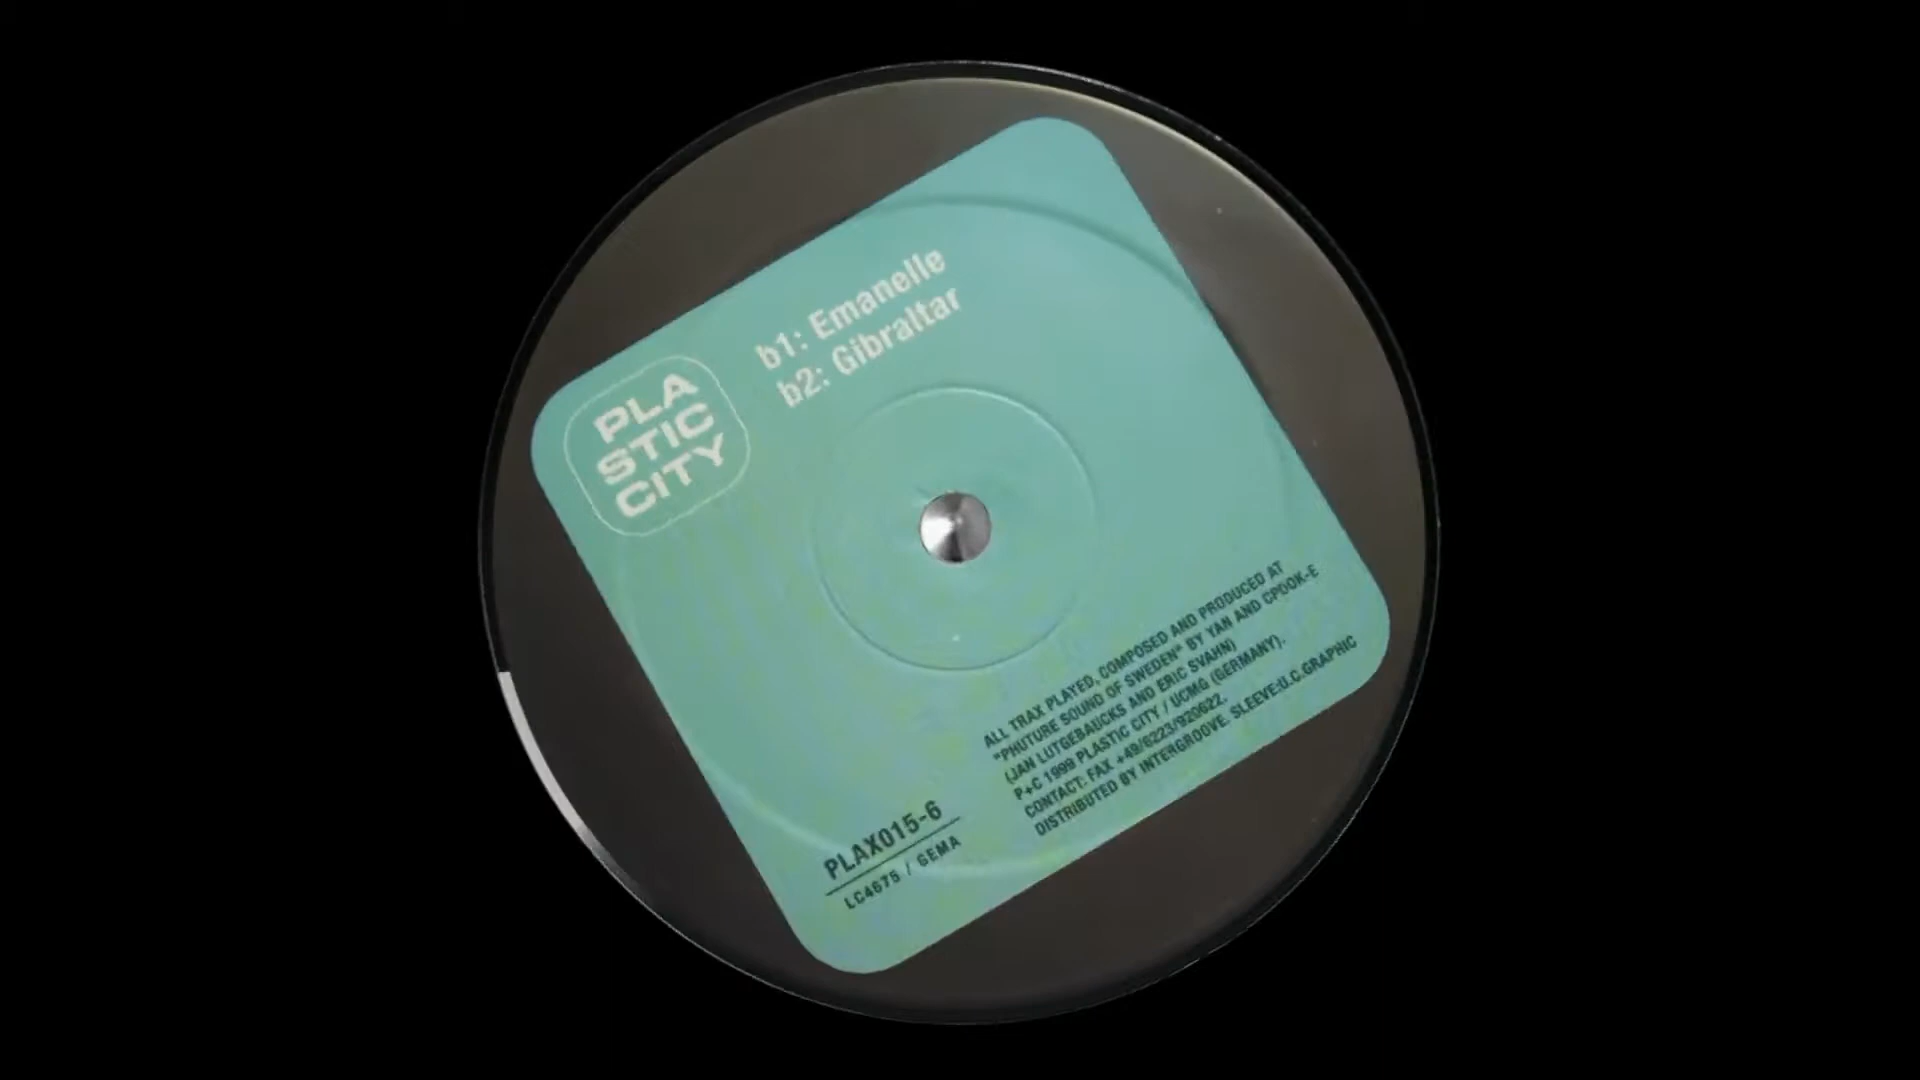 b1: Emanelle
b2: Gibraltar
PLA
STIC
CITY
ALL TRAX PLAYED, COMPOSED AND PRODUCED AT
"PHUTURE SOUND OF SWEDEN" BY YAN AND CPDOK-E
(JAN LUTGEBAUCKS AND ERIC SVAHN)
P+C 1999 PLASTIC CITY / UCMG (GERMANY).
CONTACT: FAX +49/6223/920622.
DISTRIBUTED BY INTERGROOVE. SLEEVE:U.C.GRAPHIC
PLAX015-6
LC4675 / GEMA